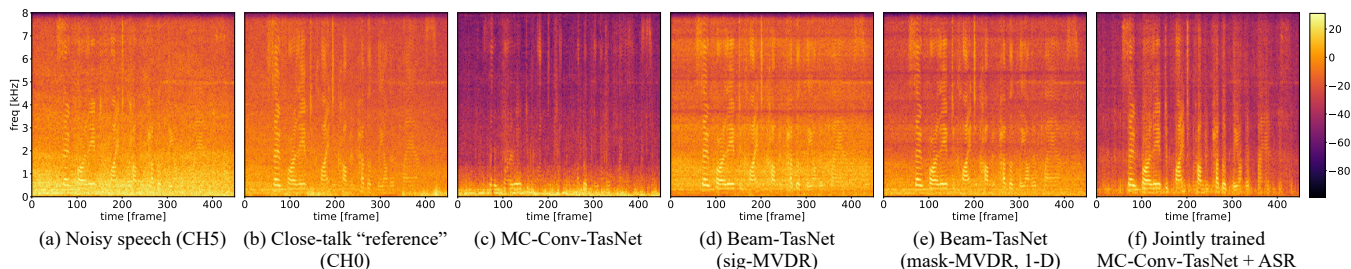 8
7
6
5
4
3
2
1
0
freq [kHz]
0 100 200 300 400
0 100 200 300 400
0 100 200 300 400
0 100 200 300 400
0 100 200 300 400
0 100 200 300 400
time [frame]
time [frame]
time [frame]
time [frame]
time [frame]
time [frame]
20
0
−20
−40
−60
−80
(a) Noisy speech (CH5)
(b) Close-talk “reference”
(CH0)
(c) MC-Conv-TasNet
(d) Beam-TasNet
(sig-MVDR)
(e) Beam-TasNet
(mask-MVDR, 1-D)
(f) Jointly trained
MC-Conv-TasNet + ASR